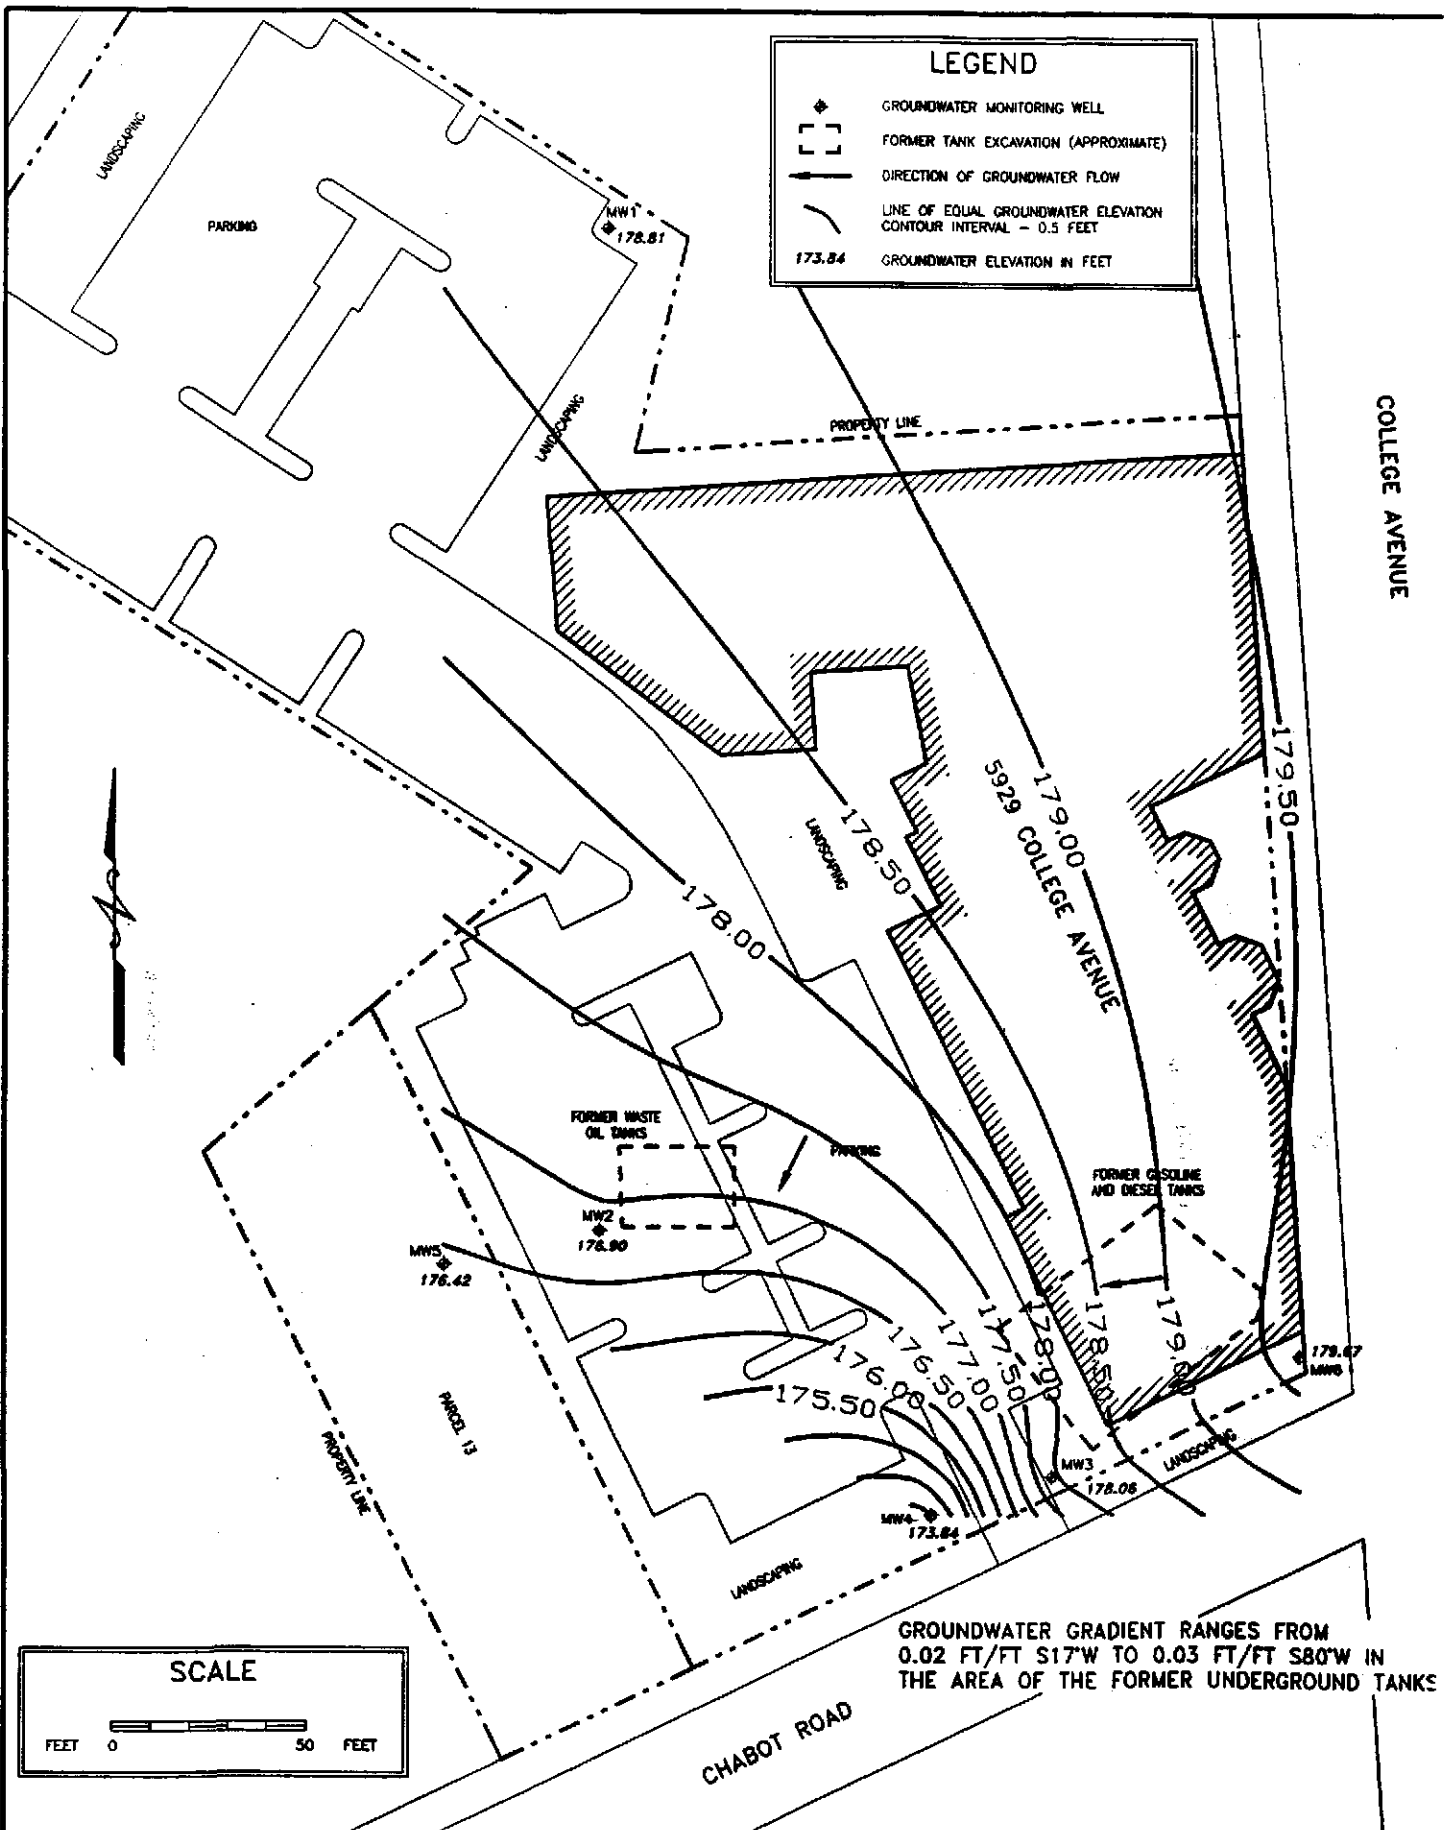 LEGEND
GROUNDWATER MONITORING WELL
FORMER TANK EXCAVATION (APPROXIMATE)
DIRECTION OF GROUNDWATER FLOW
LINE OF EQUAL GROUNDWATER ELEVATION
CONTOUR INTERVAL - 0.5 FEET
173.84 GROUNDWATER ELEVATION IN FEET
LANDSCAPING
PARKING
MW1
178.81
LANDSCAPING
PROPERTY LINE
COLLEGE AVENUE
179.50
5929 COLLEGE AVENUE
179.00
178.50
LANDSCAPING
178.00
FORMER WASTE
OIL TANKS
PARKING
FORMER GASOLINE
AND DIESEL TANKS
MW2
176.90
MW5
176.42
175.50
176.00
176.50
177.00
177.50
178.00
178.50
179.00
179.67
MW6
PARCEL 13
PROPERTY LINE
MW3
178.06
LANDSCAPING
MW4
173.84
LANDSCAPING
GROUNDWATER GRADIENT RANGES FROM
0.02 FT/FT S17°W TO 0.03 FT/FT S80°W IN
THE AREA OF THE FORMER UNDERGROUND TANKS
SCALE
FEET 0 50 FEET
CHABOT ROAD